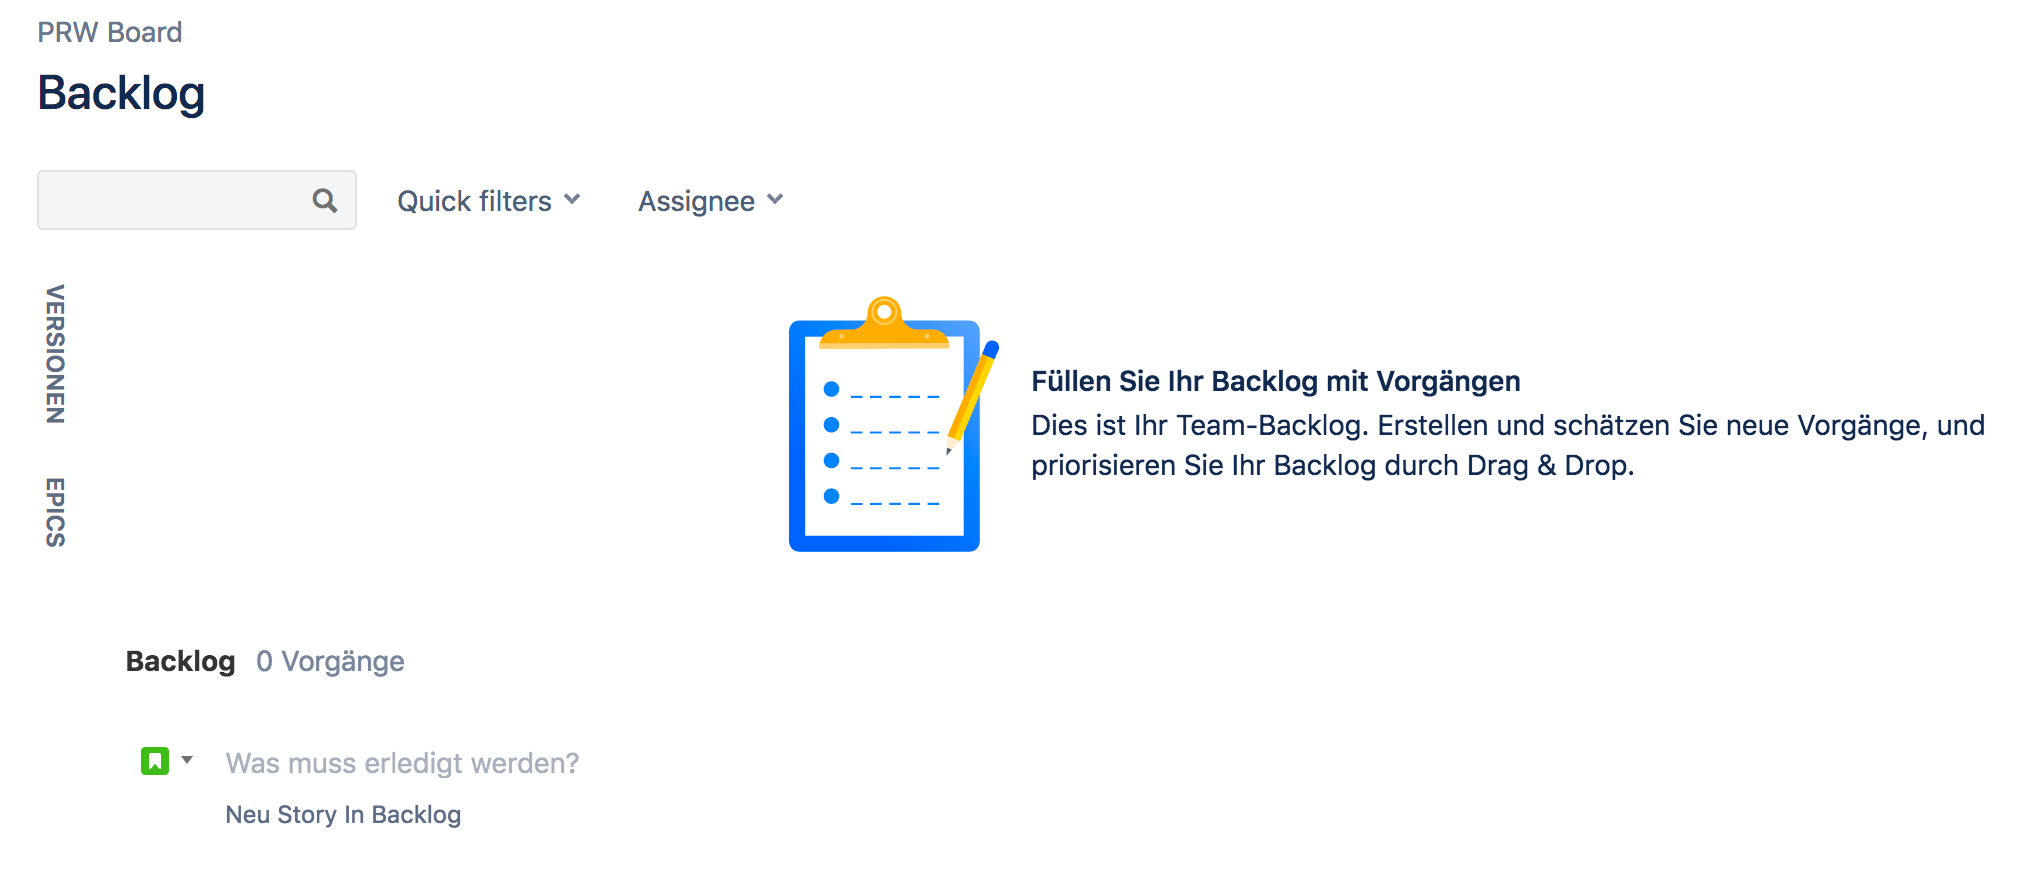 PRW Board
Backlog
Quick filters
Assignee
VERSIONEN
EPICS
Füllen Sie Ihr Backlog mit Vorgängen
Dies ist Ihr Team-Backlog. Erstellen und schätzen Sie neue Vorgänge, und
priorisieren Sie Ihr Backlog durch Drag & Drop.
Backlog 0 Vorgänge
Was muss erledigt werden?
Neu Story In Backlog